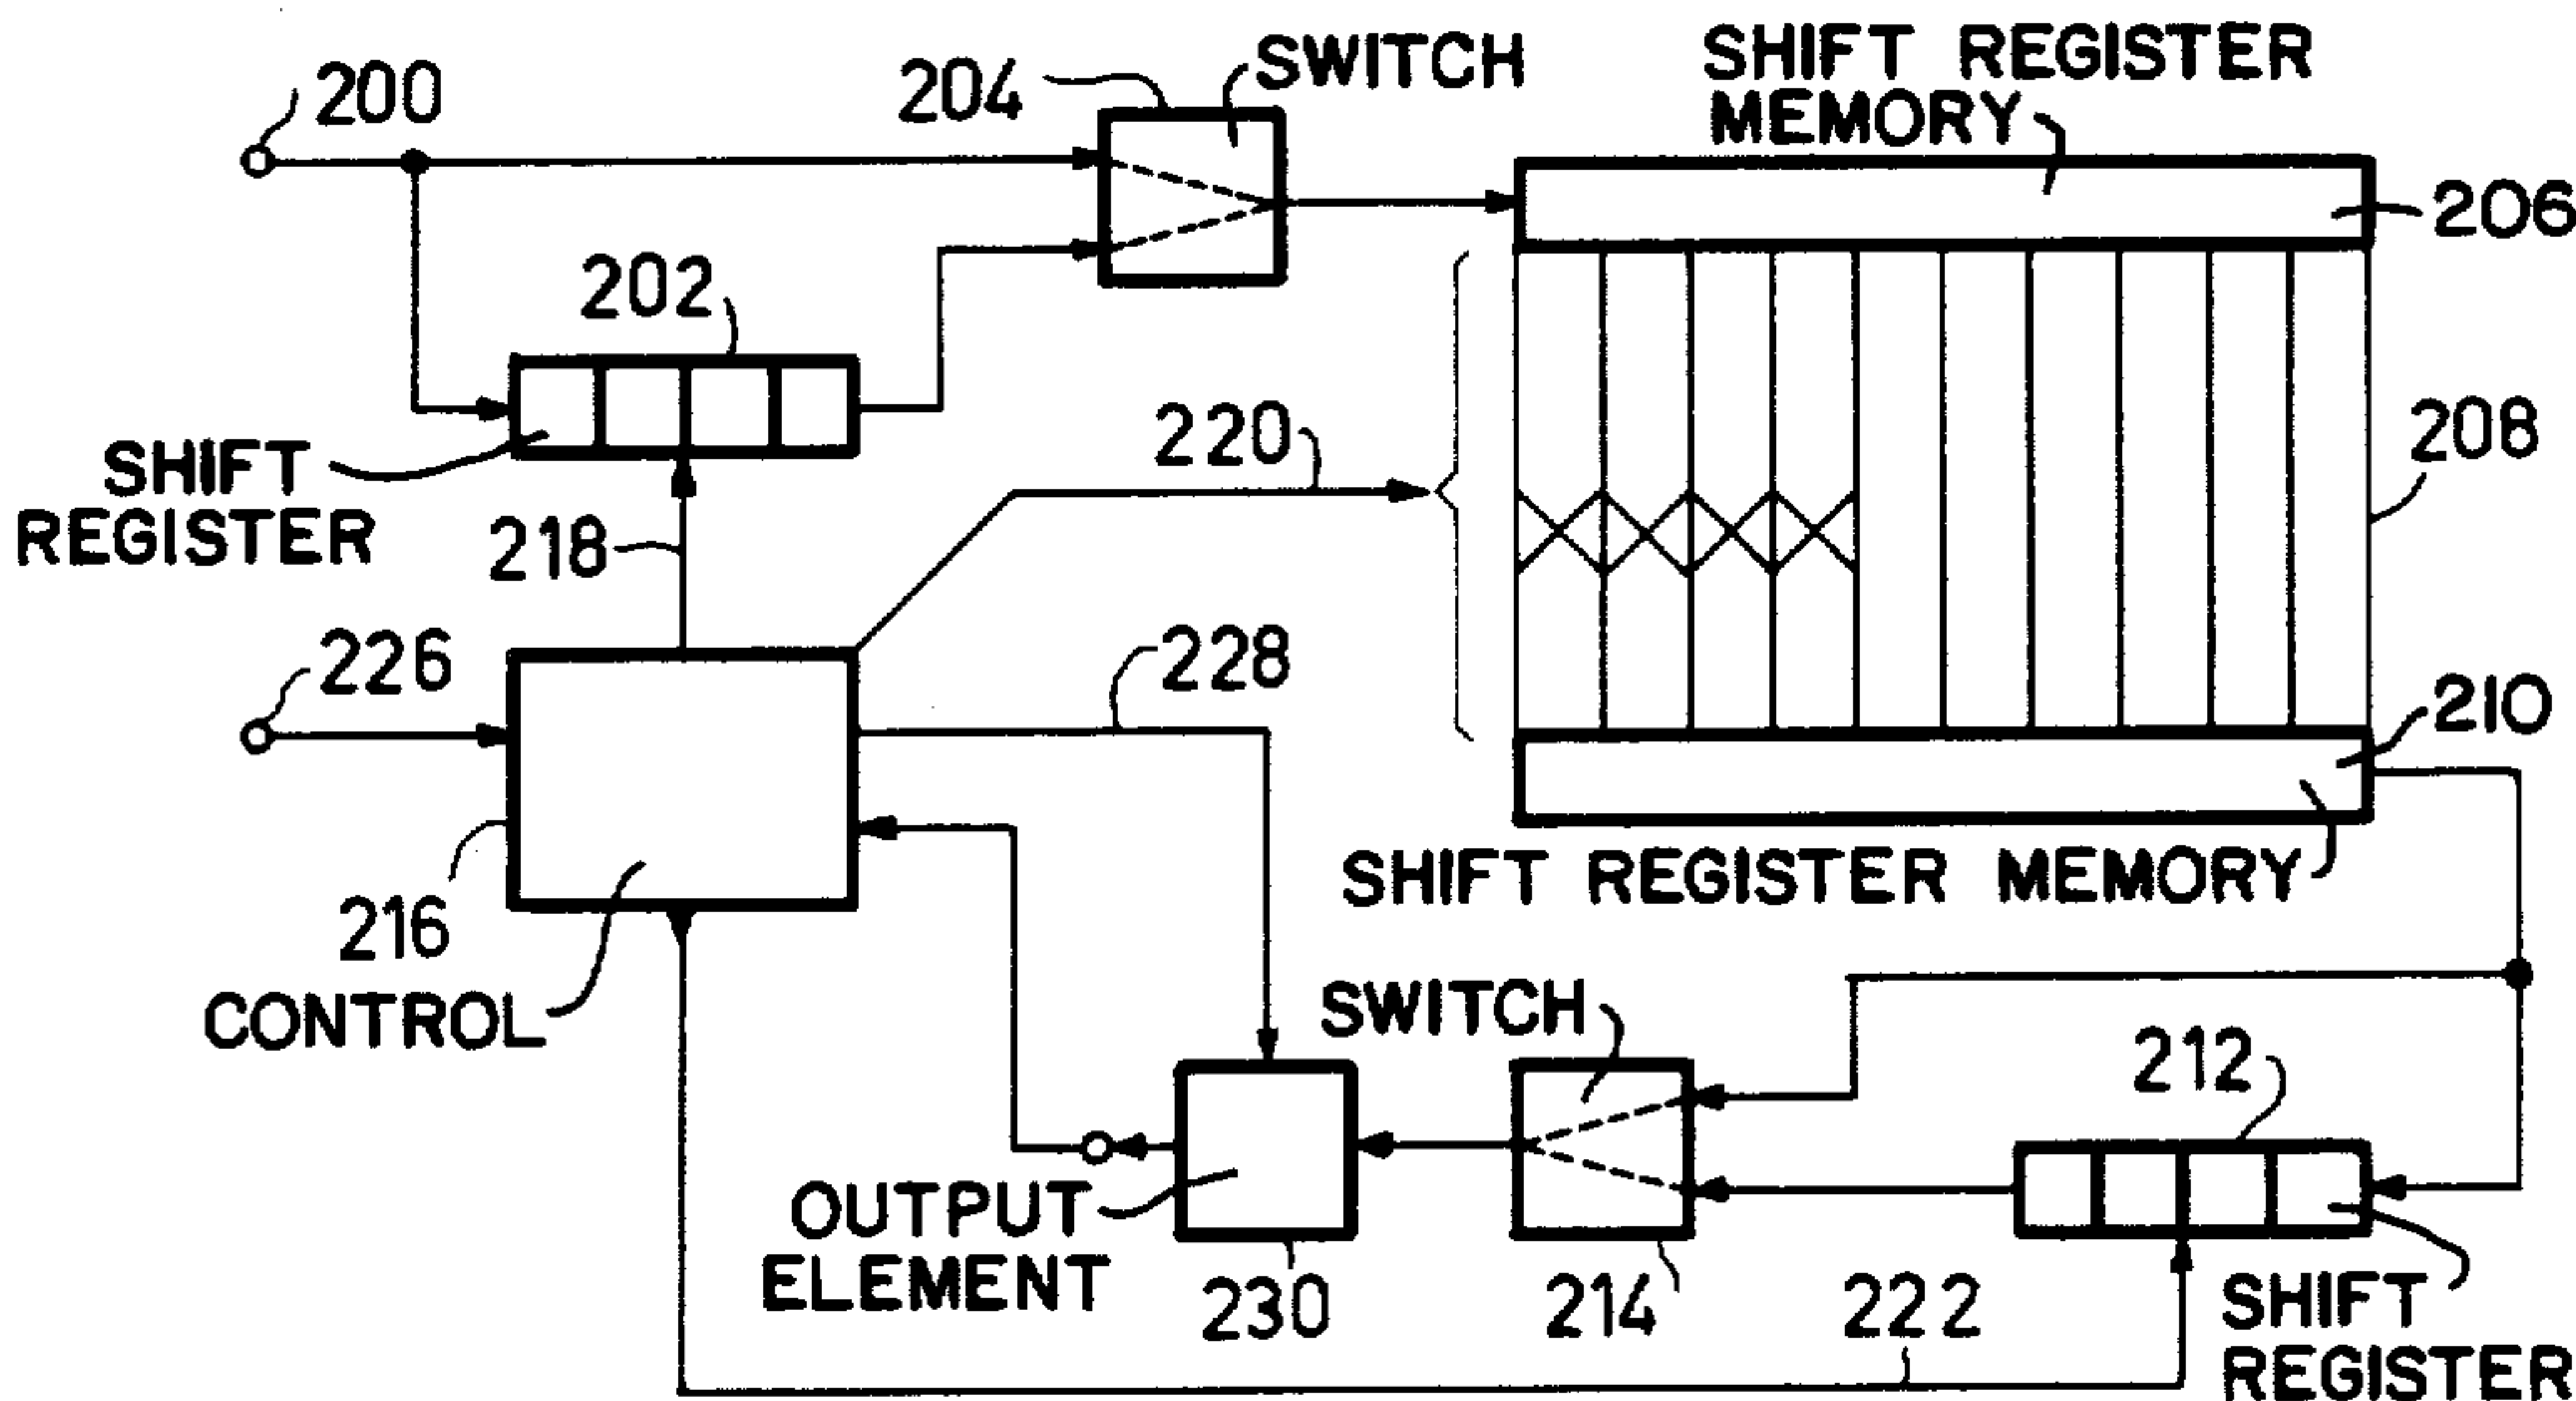 200
204
SWITCH
SHIFT REGISTER
MEMORY
206
202
SHIFT
REGISTER
218
220
208
226
228
210
216
CONTROL
SHIFT REGISTER MEMORY
SWITCH
212
OUTPUT
ELEMENT
230
214
222
SHIFT
REGISTER